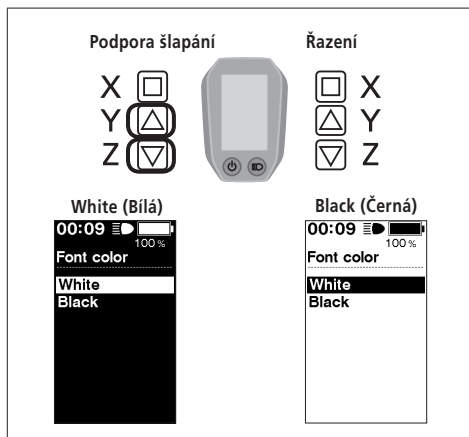 Podpora šlapání
Řazení
X
Y
Z
X
Y
Z
White (Bílá)
00:09
100 %
Font color
White
Black
Black (Černá)
00:09
100 %
Font color
White
Black